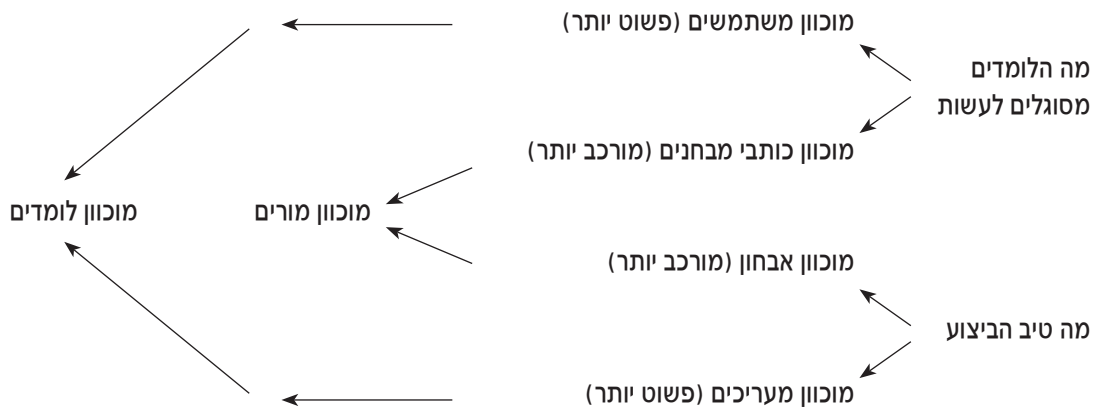 מוכוון משתמשים (פשוט יותר)
מה הלומדים
מסוגלים לעשות
מוכוון כותבי מבחנים (מורכב יותר)
מוכוון מורים
מוכוון לומדים
מוכוון אבחון (מורכב יותר)
מה טיב הביצוע
מוכוון מעריכים (פשוט יותר)